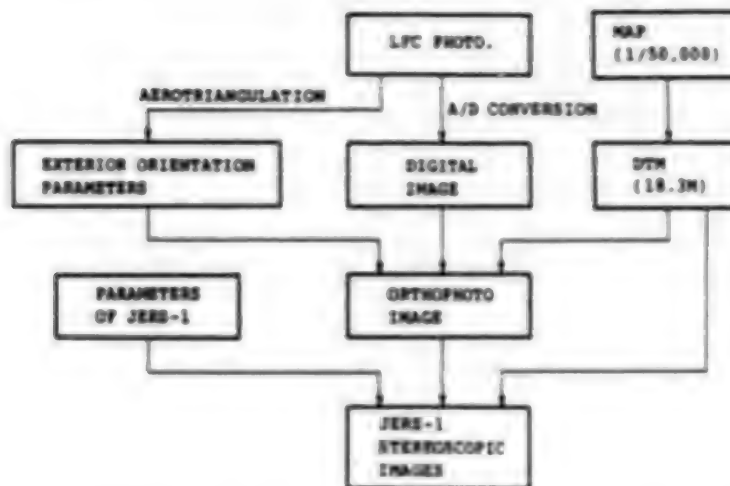 LFC PHOTO.
MAP
(1/50,000)
AEROTRIANGULATION
A/D CONVERSION
EXTERIOR ORIENTATION
PARAMETERS
DIGITAL
IMAGE
DTM
(18.3M)
PARAMETERS
OF JERS-1
ORTHOPHOTO
IMAGE
JERS-1
STEREOSCOPIC
IMAGES